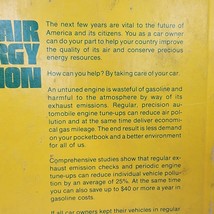 AIR
The next few years are vital to the future of
America and its citizens. You as a car owner
can do your part to help your country improve
the quality of its air and conserve precious
energy resources.
RGY
ION
How can you help? By taking care of your car.
An untuned engine is wasteful of gasoline and
harmful to the atmosphere by way of its
exhaust emissions. Regular, precision auto-
mobile engine tune-ups can reduce air pol-
lution and at the same time deliver economi-
cal gas mileage. The end result is less demand
on your pocketbook and a better environment
for all of us.
Comprehensive studies show that regular ex-
haust emission checks and periodic engine
tune-ups can reduce individual vehicle pollu-
tion by an average of 25%. At the same time
you can also save up to $40 or more a year in
gasoline costs.
If all car owners kept their vehicles in regular